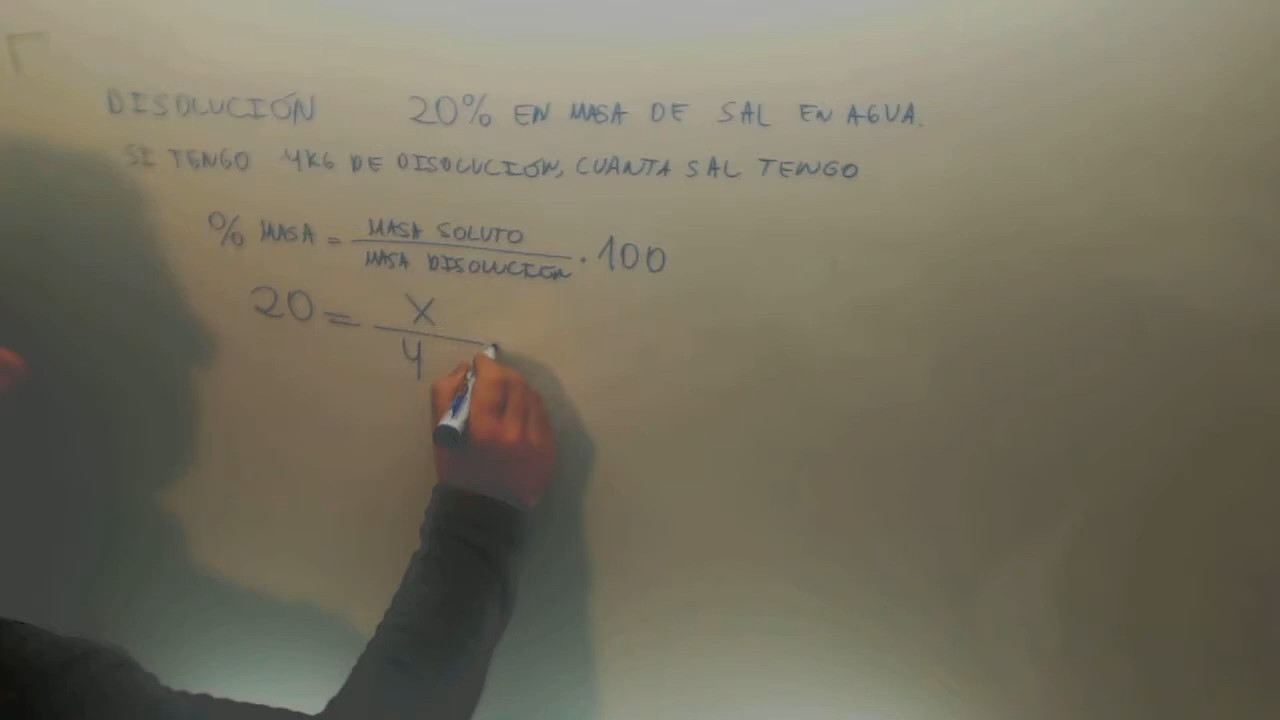 DISOLUCIÓN 20% EN MASA DE SAL EN AGUA.
SI TENGO 4KG DE DISOLUCIÓN, CUANTA SAL TENGO
% MASA = MASA SOLUTO / MASA DISOLUCIÓN · 100
20 = X / 4